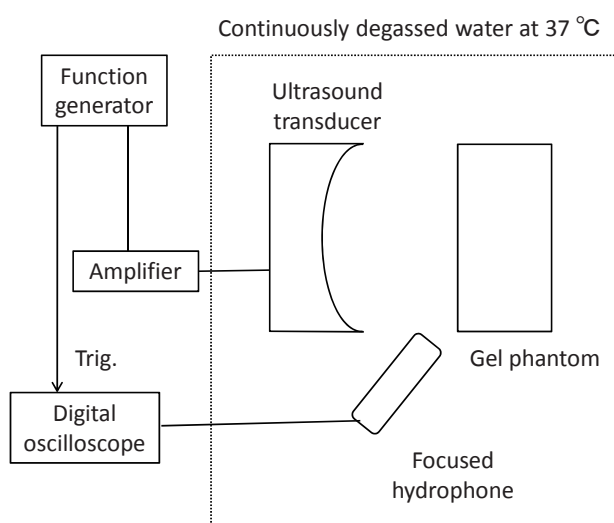 Continuously degassed water at 37 ℃
Function
generator
Ultrasound
transducer
Amplifier
Trig.
Gel phantom
Digital
oscilloscope
Focused
hydrophone